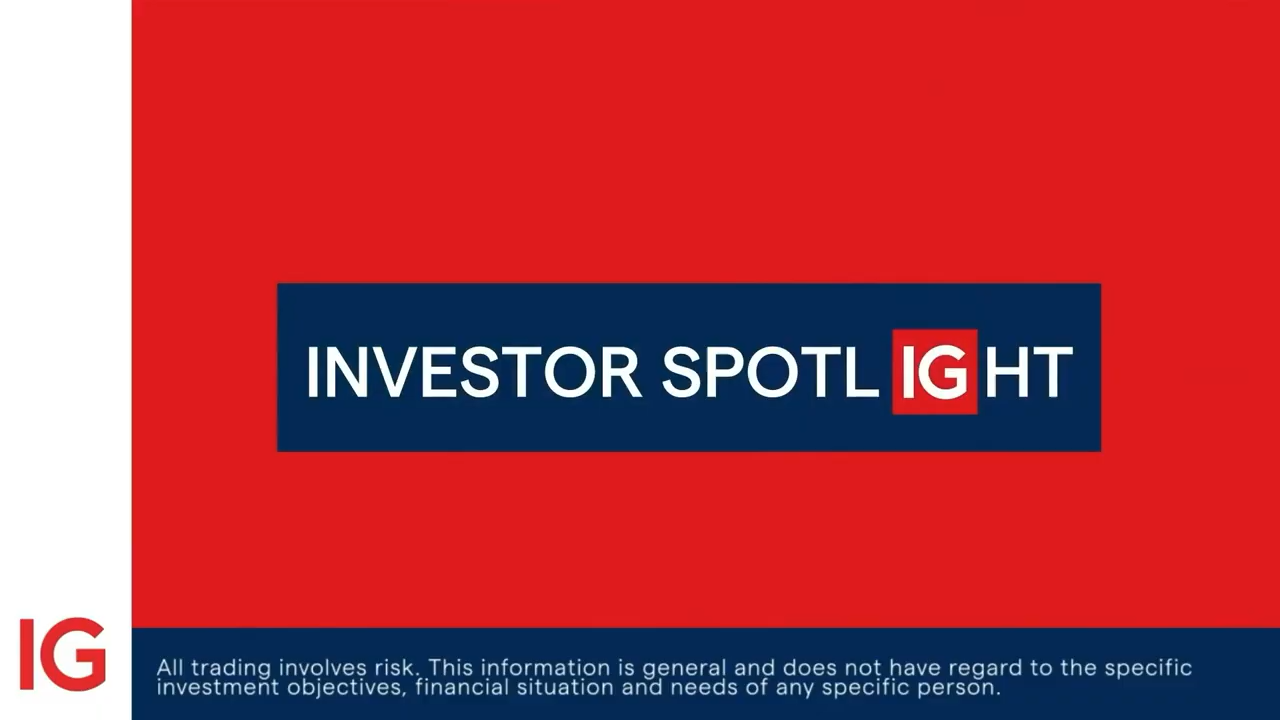 INVESTOR SPOTLIGHT
IG
All trading involves risk. This information is general and does not have regard to the specific
investment objectives, financial situation and needs of any specific person.